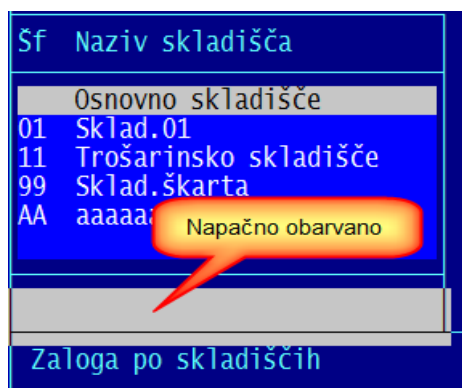 Šf Naziv skladišča
Osnovno skladišče
01 Sklad.01
11 Trošarinsko skladišče
99 Sklad.škarta
AA
Napačno obarvano
Zaloga po skladiščih